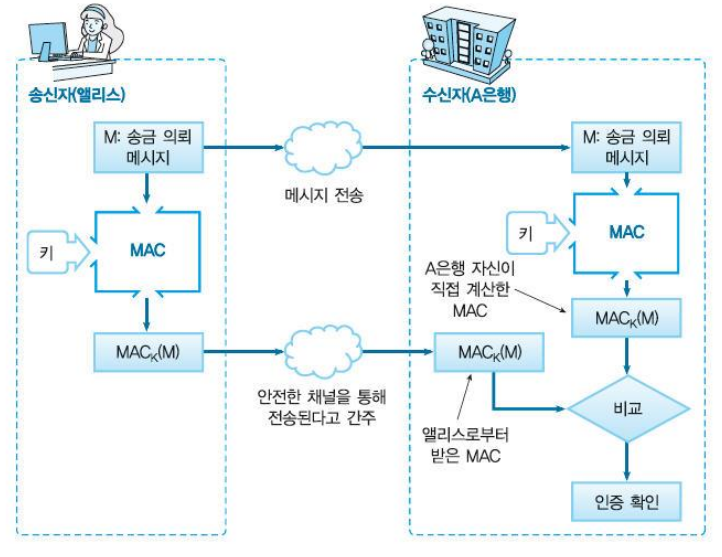 송신자(앨리스)
수신자(A은행)
M: 송금 의뢰
메시지
메시지 전송
M: 송금 의뢰
메시지
키
MAC
키
MAC
A은행 자신이
직접 계산한
MAC
MACK(M)
MACK(M)
MACK(M)
안전한 채널을 통해
전송된다고 간주
앨리스로부터
받은 MAC
비교
인증 확인